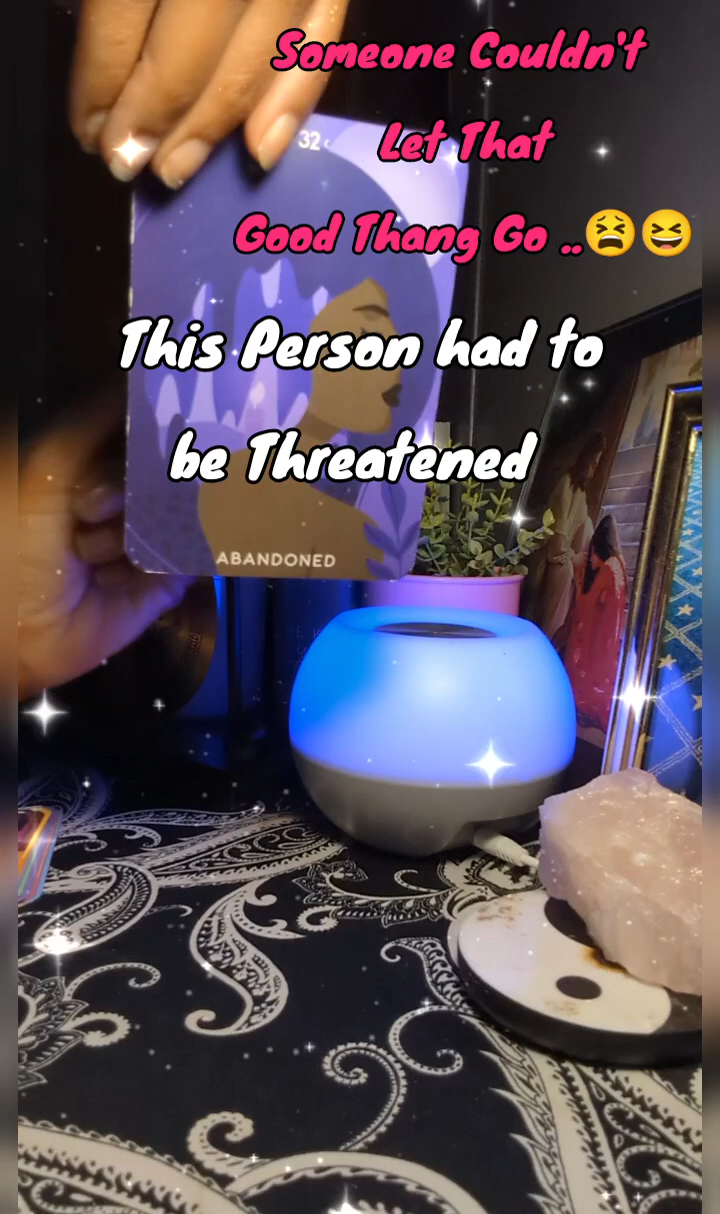 Someone Couldn't
Let That
Good Thang Go ..😫😆
32
This Person had to
be Threatened
ABANDONED